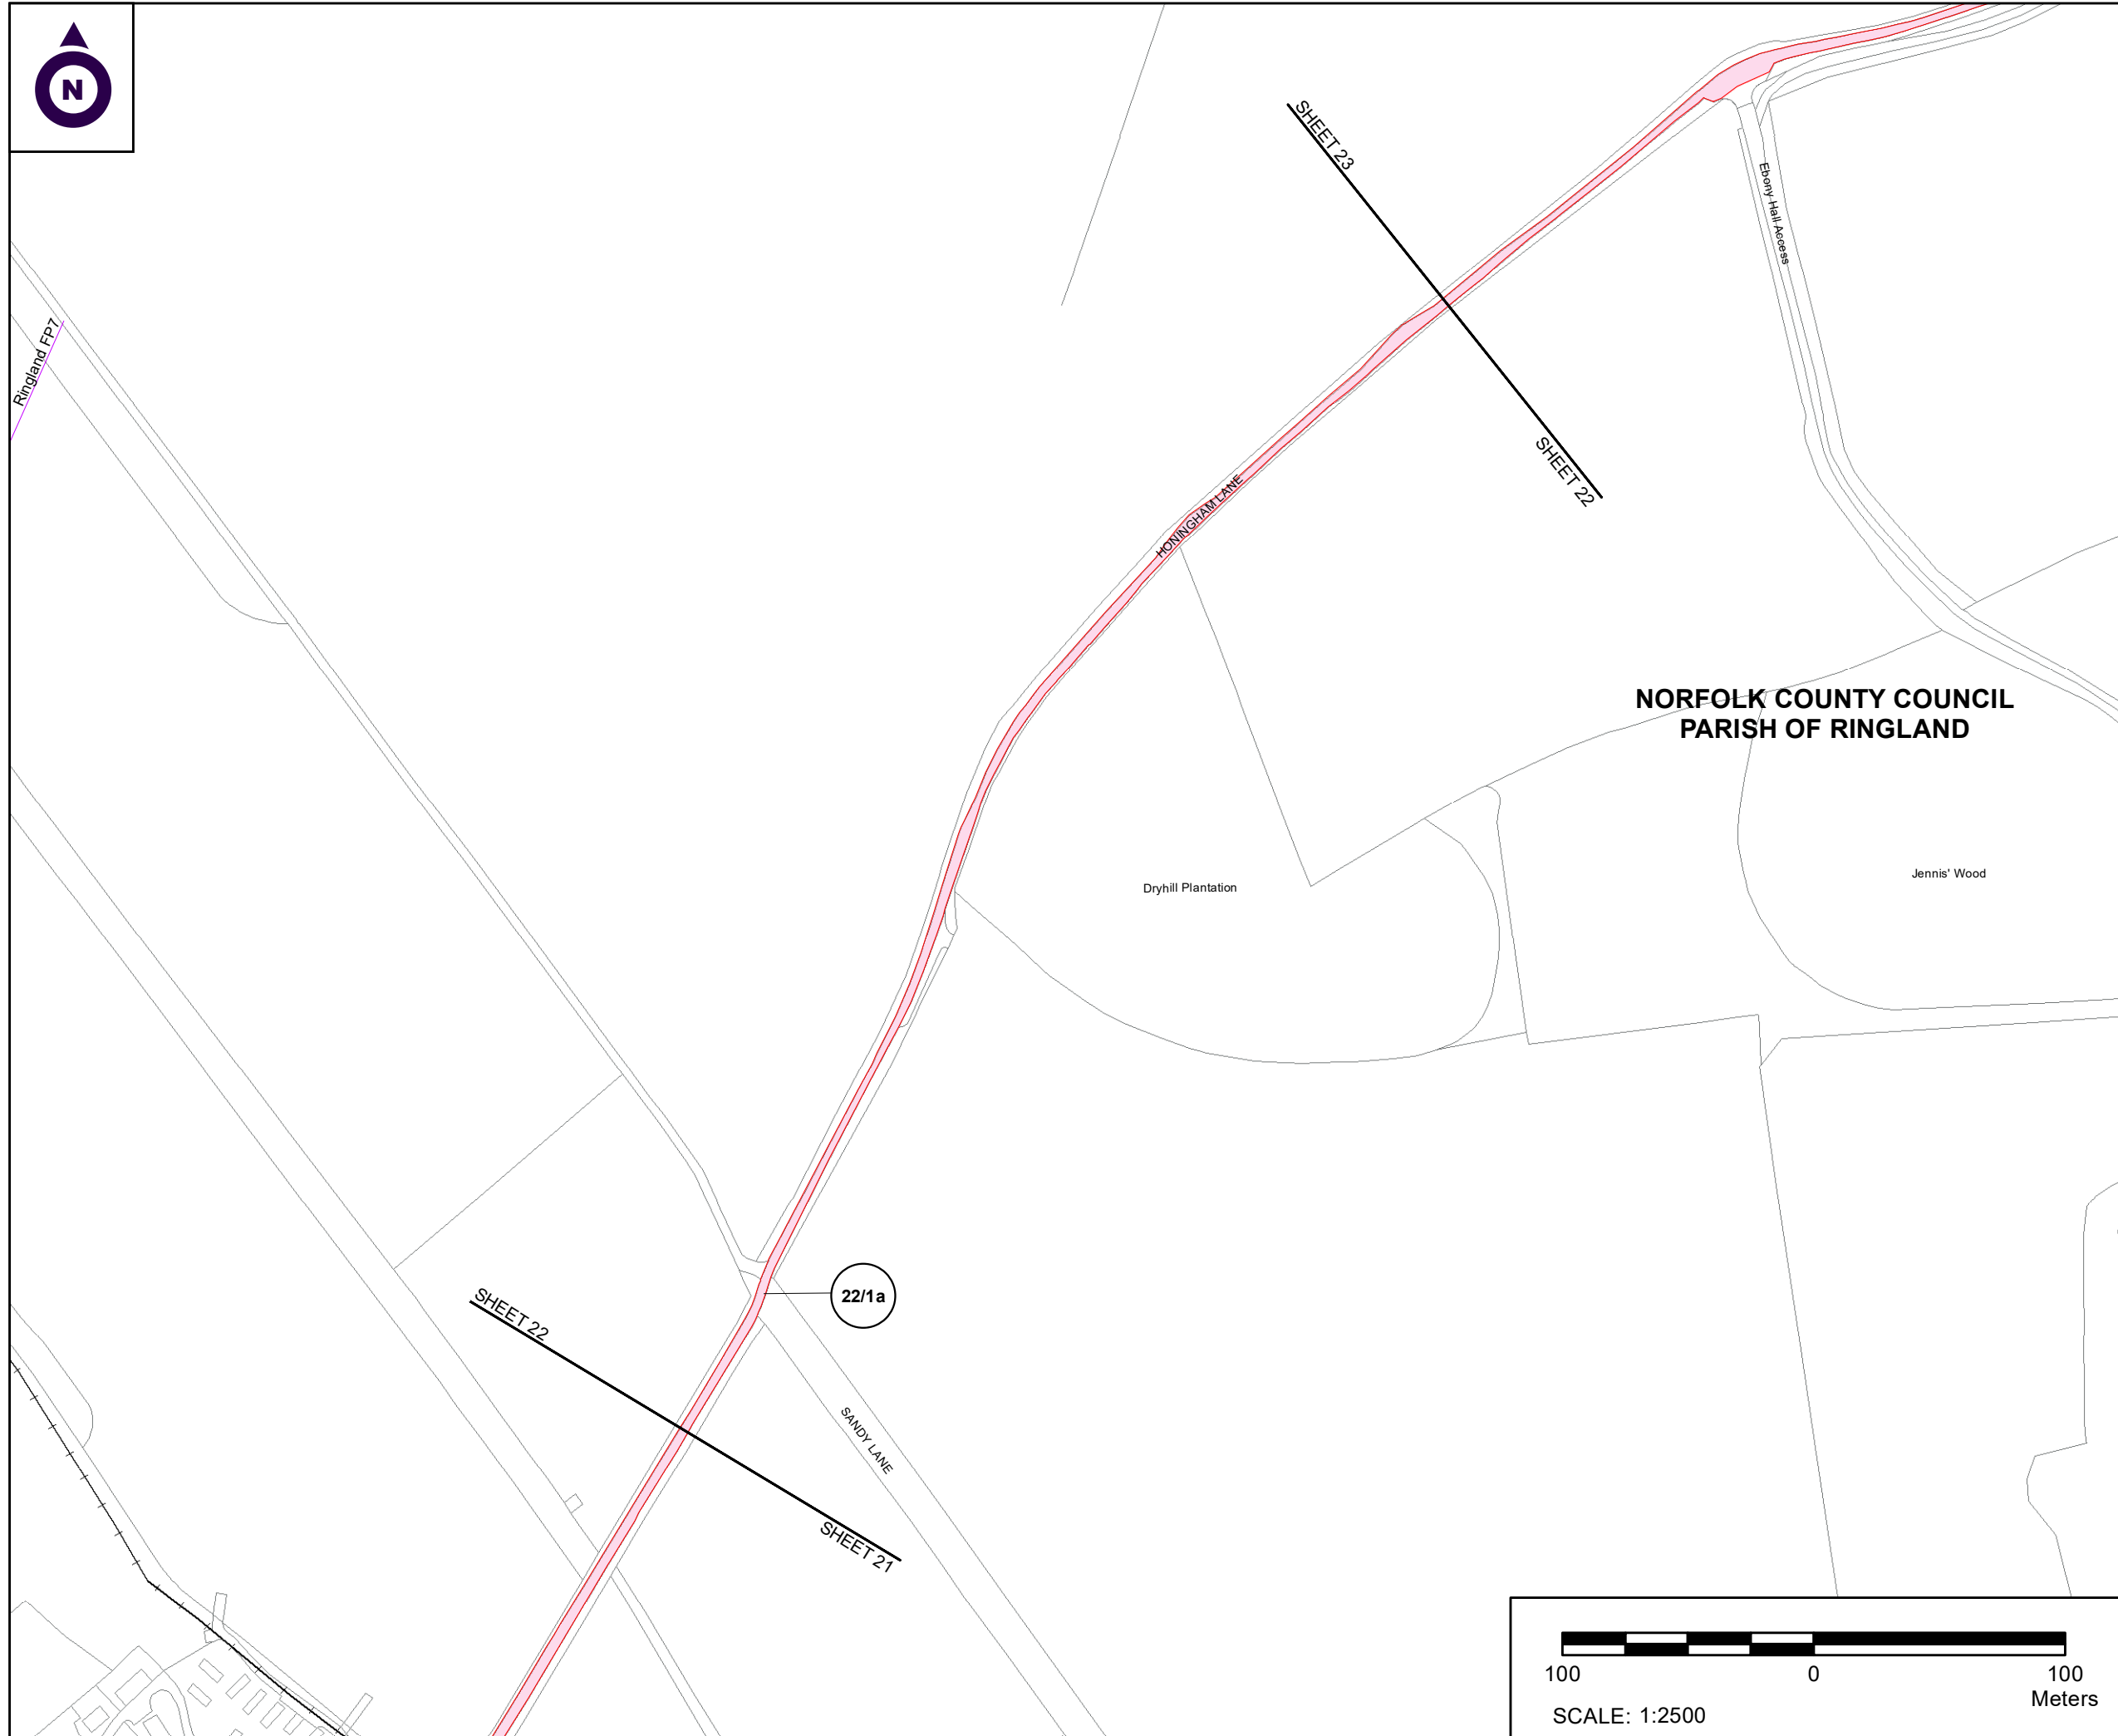 N
SHEET 23
Ebony Hall Access
Ringland FP7
SHEET 22
HONINGHAM LANE
NORFOLK COUNTY COUNCIL
PARISH OF RINGLAND
Dryhill Plantation
Jennis' Wood
22/1a
SHEET 22
SANDY LANE
SHEET 21
100 0 100
Meters
SCALE: 1:2500